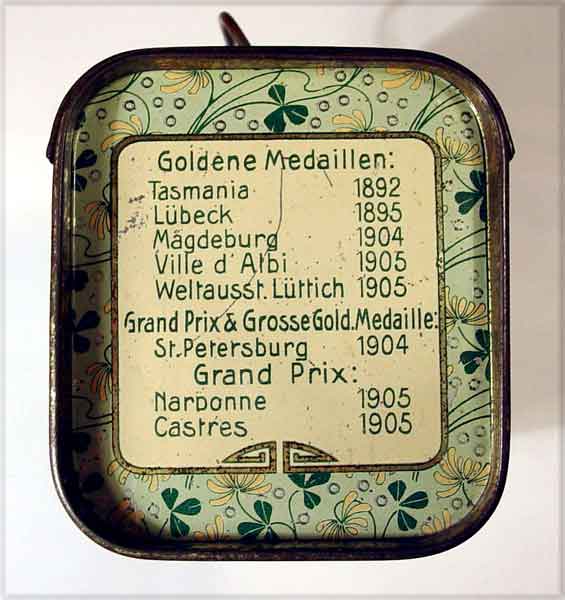 Goldene Medaillen:
Tasmania 1892
Lübeck 1895
Magdeburg 1904
Ville d'Albi 1905
Weltausst. Lüttich 1905
Grand Prix & Grosse Gold. Medaille:
St. Petersburg 1904
Grand Prix:
Narbonne 1905
Castres 1905